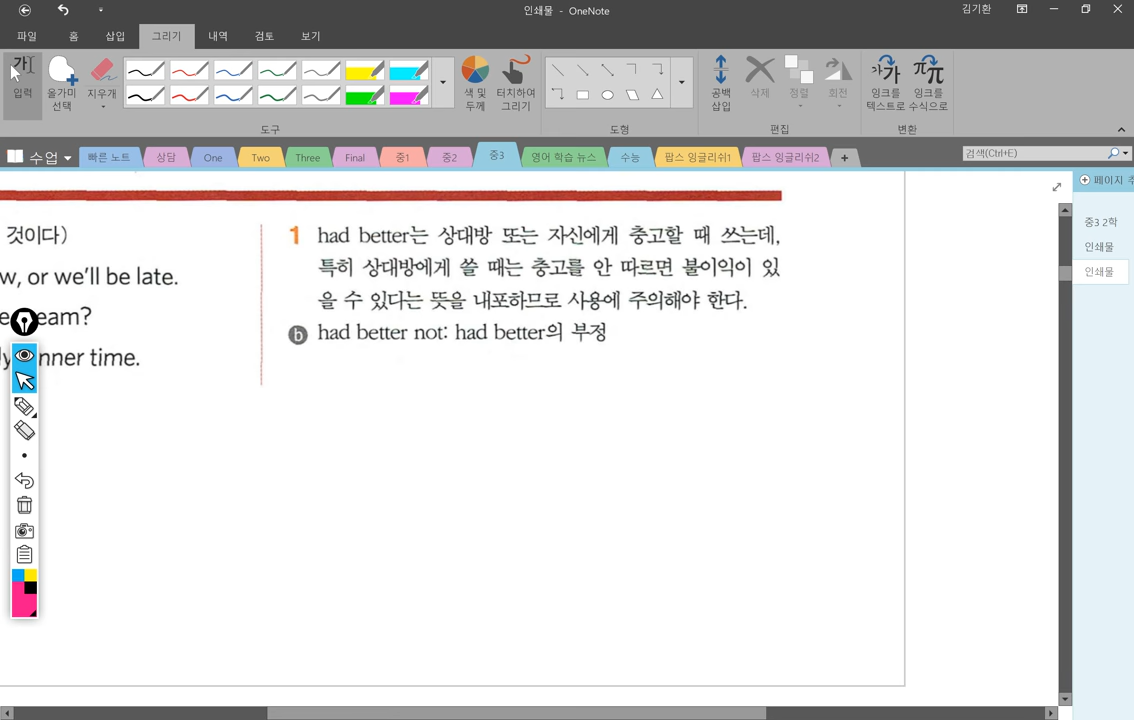 인쇄물 - OneNote
김기환
파일 홈 삽입 그리기 내역 검토 보기
입력
올가미 선택
지우개
색 및 두께
터치하여 그리기
공백 삽입
삭제
정렬
회전
잉크를 텍스트로
잉크를 수식으로
도구 도형 편집 변환
수업 빠른 노트 상담 One Two Three Final 중1 중2 중3 영어 학습 뉴스 수능 팝스 잉글리쉬1 팝스 잉글리쉬2 +
검색(Ctrl+E)
페이지 추
중3 2학
인쇄물
인쇄물
것이다)
w, or we'll be late.
eam?
nner time.
1 had better는 상대방 또는 자신에게 충고할 때 쓰는데,
특히 상대방에게 쓸 때는 충고를 안 따르면 불이익이 있
을 수 있다는 뜻을 내포하므로 사용에 주의해야 한다.
b had better not: had better의 부정